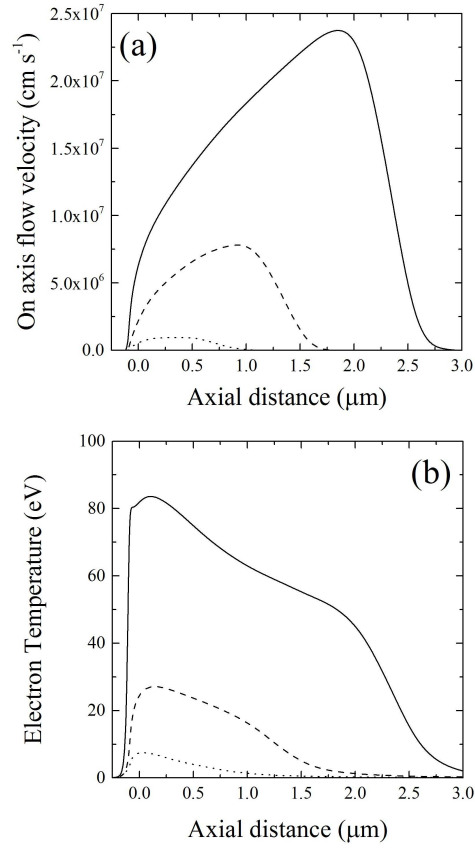 (a)
On axis flow velocity (cm s⁻¹)
2.5x10⁷
2.0x10⁷
1.5x10⁷
1.0x10⁷
5.0x10⁶
0.0
0.0 0.5 1.0 1.5 2.0 2.5 3.0
Axial distance (μm)
(b)
Electron Temperature (eV)
100
80
60
40
20
0
0.0 0.5 1.0 1.5 2.0 2.5 3.0
Axial distance (μm)